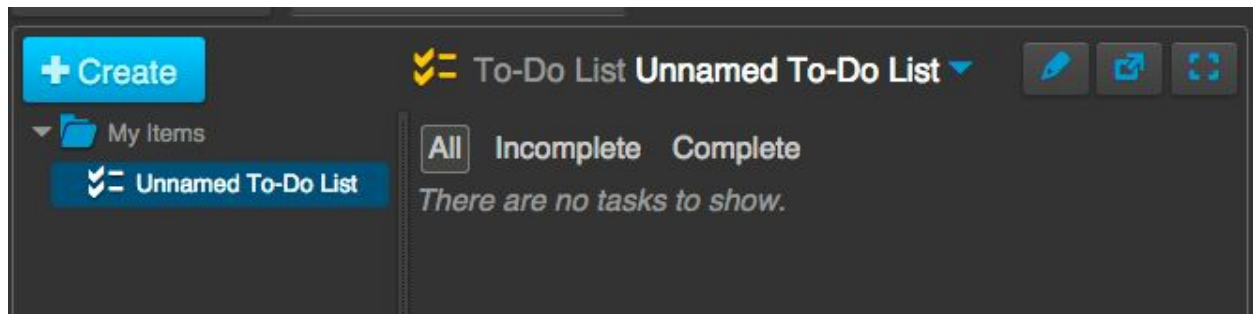 Create
To-Do List Unnamed To-Do List
My Items
Unnamed To-Do List
All Incomplete Complete
There are no tasks to show.